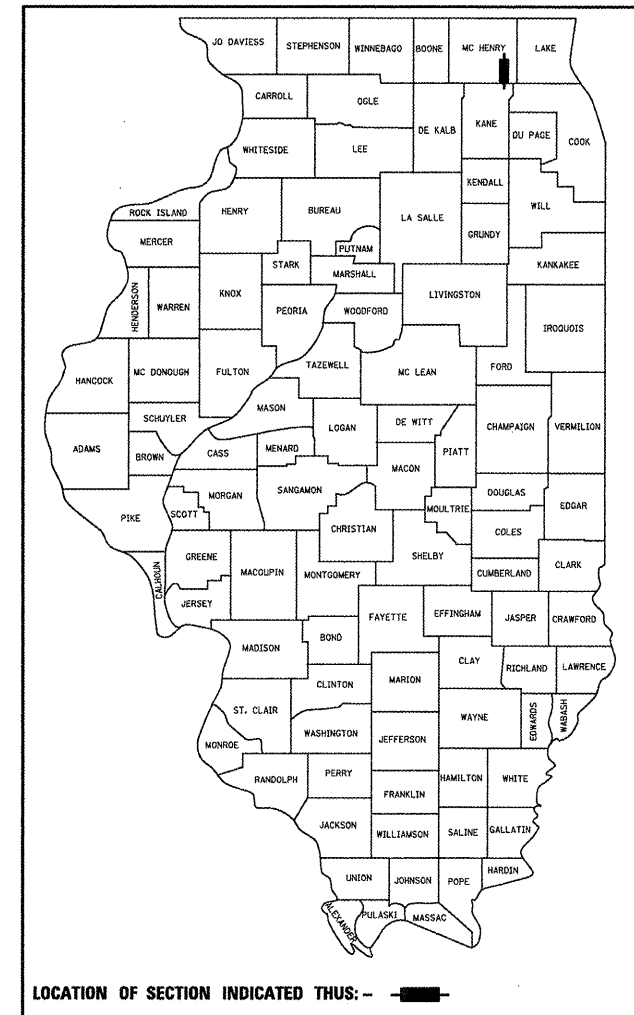 JO DAVIESS STEPHENSON WINNEBAGO BOONE MC HENRY LAKE
CARROLL OGLE DE KALB KANE DU PAGE COOK
WHITESIDE LEE
KENDALL
ROCK ISLAND HENRY BUREAU LA SALLE GRUNDY WILL
MERCER PUTNAM KANKAKEE
STARK MARSHALL
HENDERSON WARREN KNOX PEORIA WOODFORD LIVINGSTON IROQUOIS
HANCOCK MC DONOUGH FULTON TAZEWELL MC LEAN FORD
SCHUYLER MASON LOGAN DE WITT CHAMPAIGN VERMILION
ADAMS BROWN CASS MENARD MACON PIATT
PIKE SCOTT MORGAN SANGAMON CHRISTIAN MOULTRIE DOUGLAS EDGAR
COLES
CALHOUN GREENE MACOUPIN MONTGOMERY SHELBY CUMBERLAND CLARK
JERSEY FAYETTE EFFINGHAM JASPER CRAWFORD
MADISON BOND
CLAY RICHLAND LAWRENCE
CLINTON MARION
ST. CLAIR WAYNE EDWARDS WABASH
MONROE WASHINGTON JEFFERSON
RANDOLPH PERRY HAMILTON WHITE
FRANKLIN
JACKSON WILLIAMSON SALINE GALLATIN
UNION JOHNSON POPE HARDIN
ALEXANDER PULASKI MASSAC
LOCATION OF SECTION INDICATED THUS: -